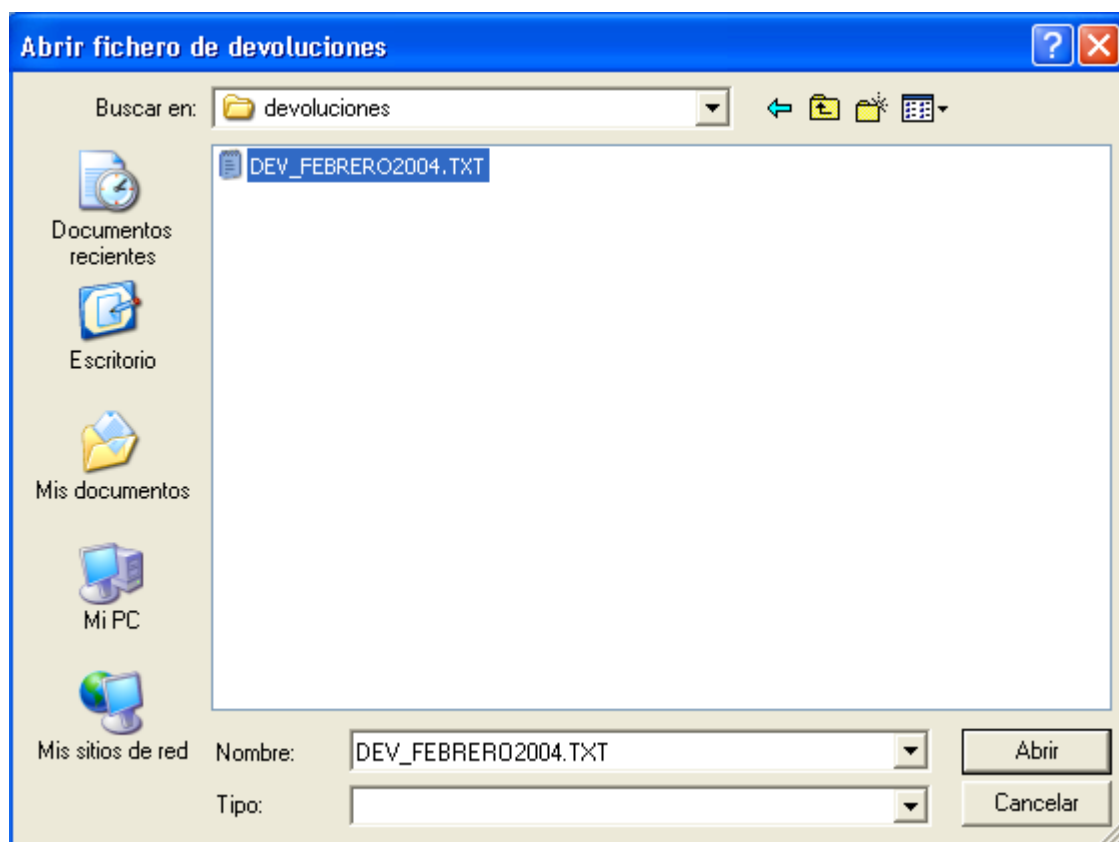 Abrir fichero de devoluciones
Buscar en: devoluciones
DEV_FEBRERO2004.TXT
Documentos
recientes
Escritorio
Mis documentos
Mi PC
Mis sitios de red
Nombre: DEV_FEBRERO2004.TXT Abrir
Tipo: Cancelar